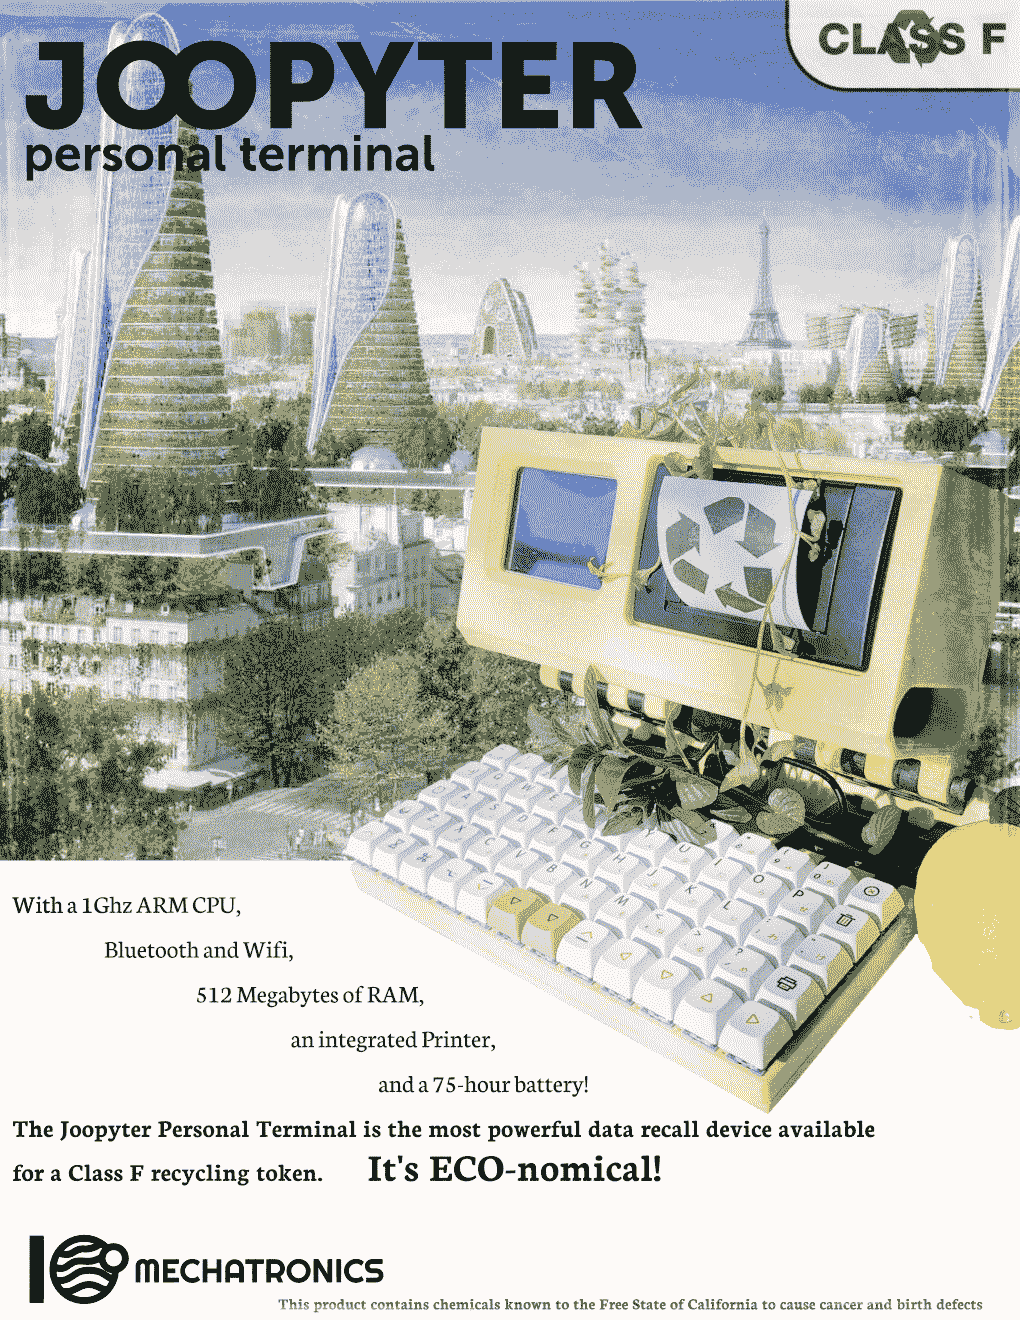 JOOPYTER
personal terminal
CLASS F
With a 1Ghz ARM CPU,
Bluetooth and Wifi,
512 Megabytes of RAM,
an integrated Printer,
and a 75-hour battery!
The Joopyter Personal Terminal is the most powerful data recall device available
for a Class F recycling token. It's ECO-nomical!
MECHATRONICS
This product contains chemicals known to the Free State of California to cause cancer and birth defects